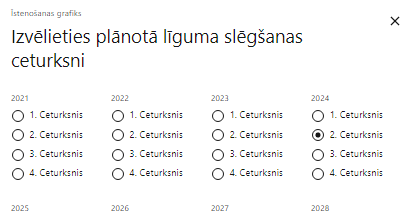 Īstenošanas grafiks
Izvēlieties plānotā līguma slēgšanas
ceturksni
2021 2022 2023 2024
1. Ceturksnis 1. Ceturksnis 1. Ceturksnis 1. Ceturksnis
2. Ceturksnis 2. Ceturksnis 2. Ceturksnis 2. Ceturksnis
3. Ceturksnis 3. Ceturksnis 3. Ceturksnis 3. Ceturksnis
4. Ceturksnis 4. Ceturksnis 4. Ceturksnis 4. Ceturksnis
2025 2026 2027 2028